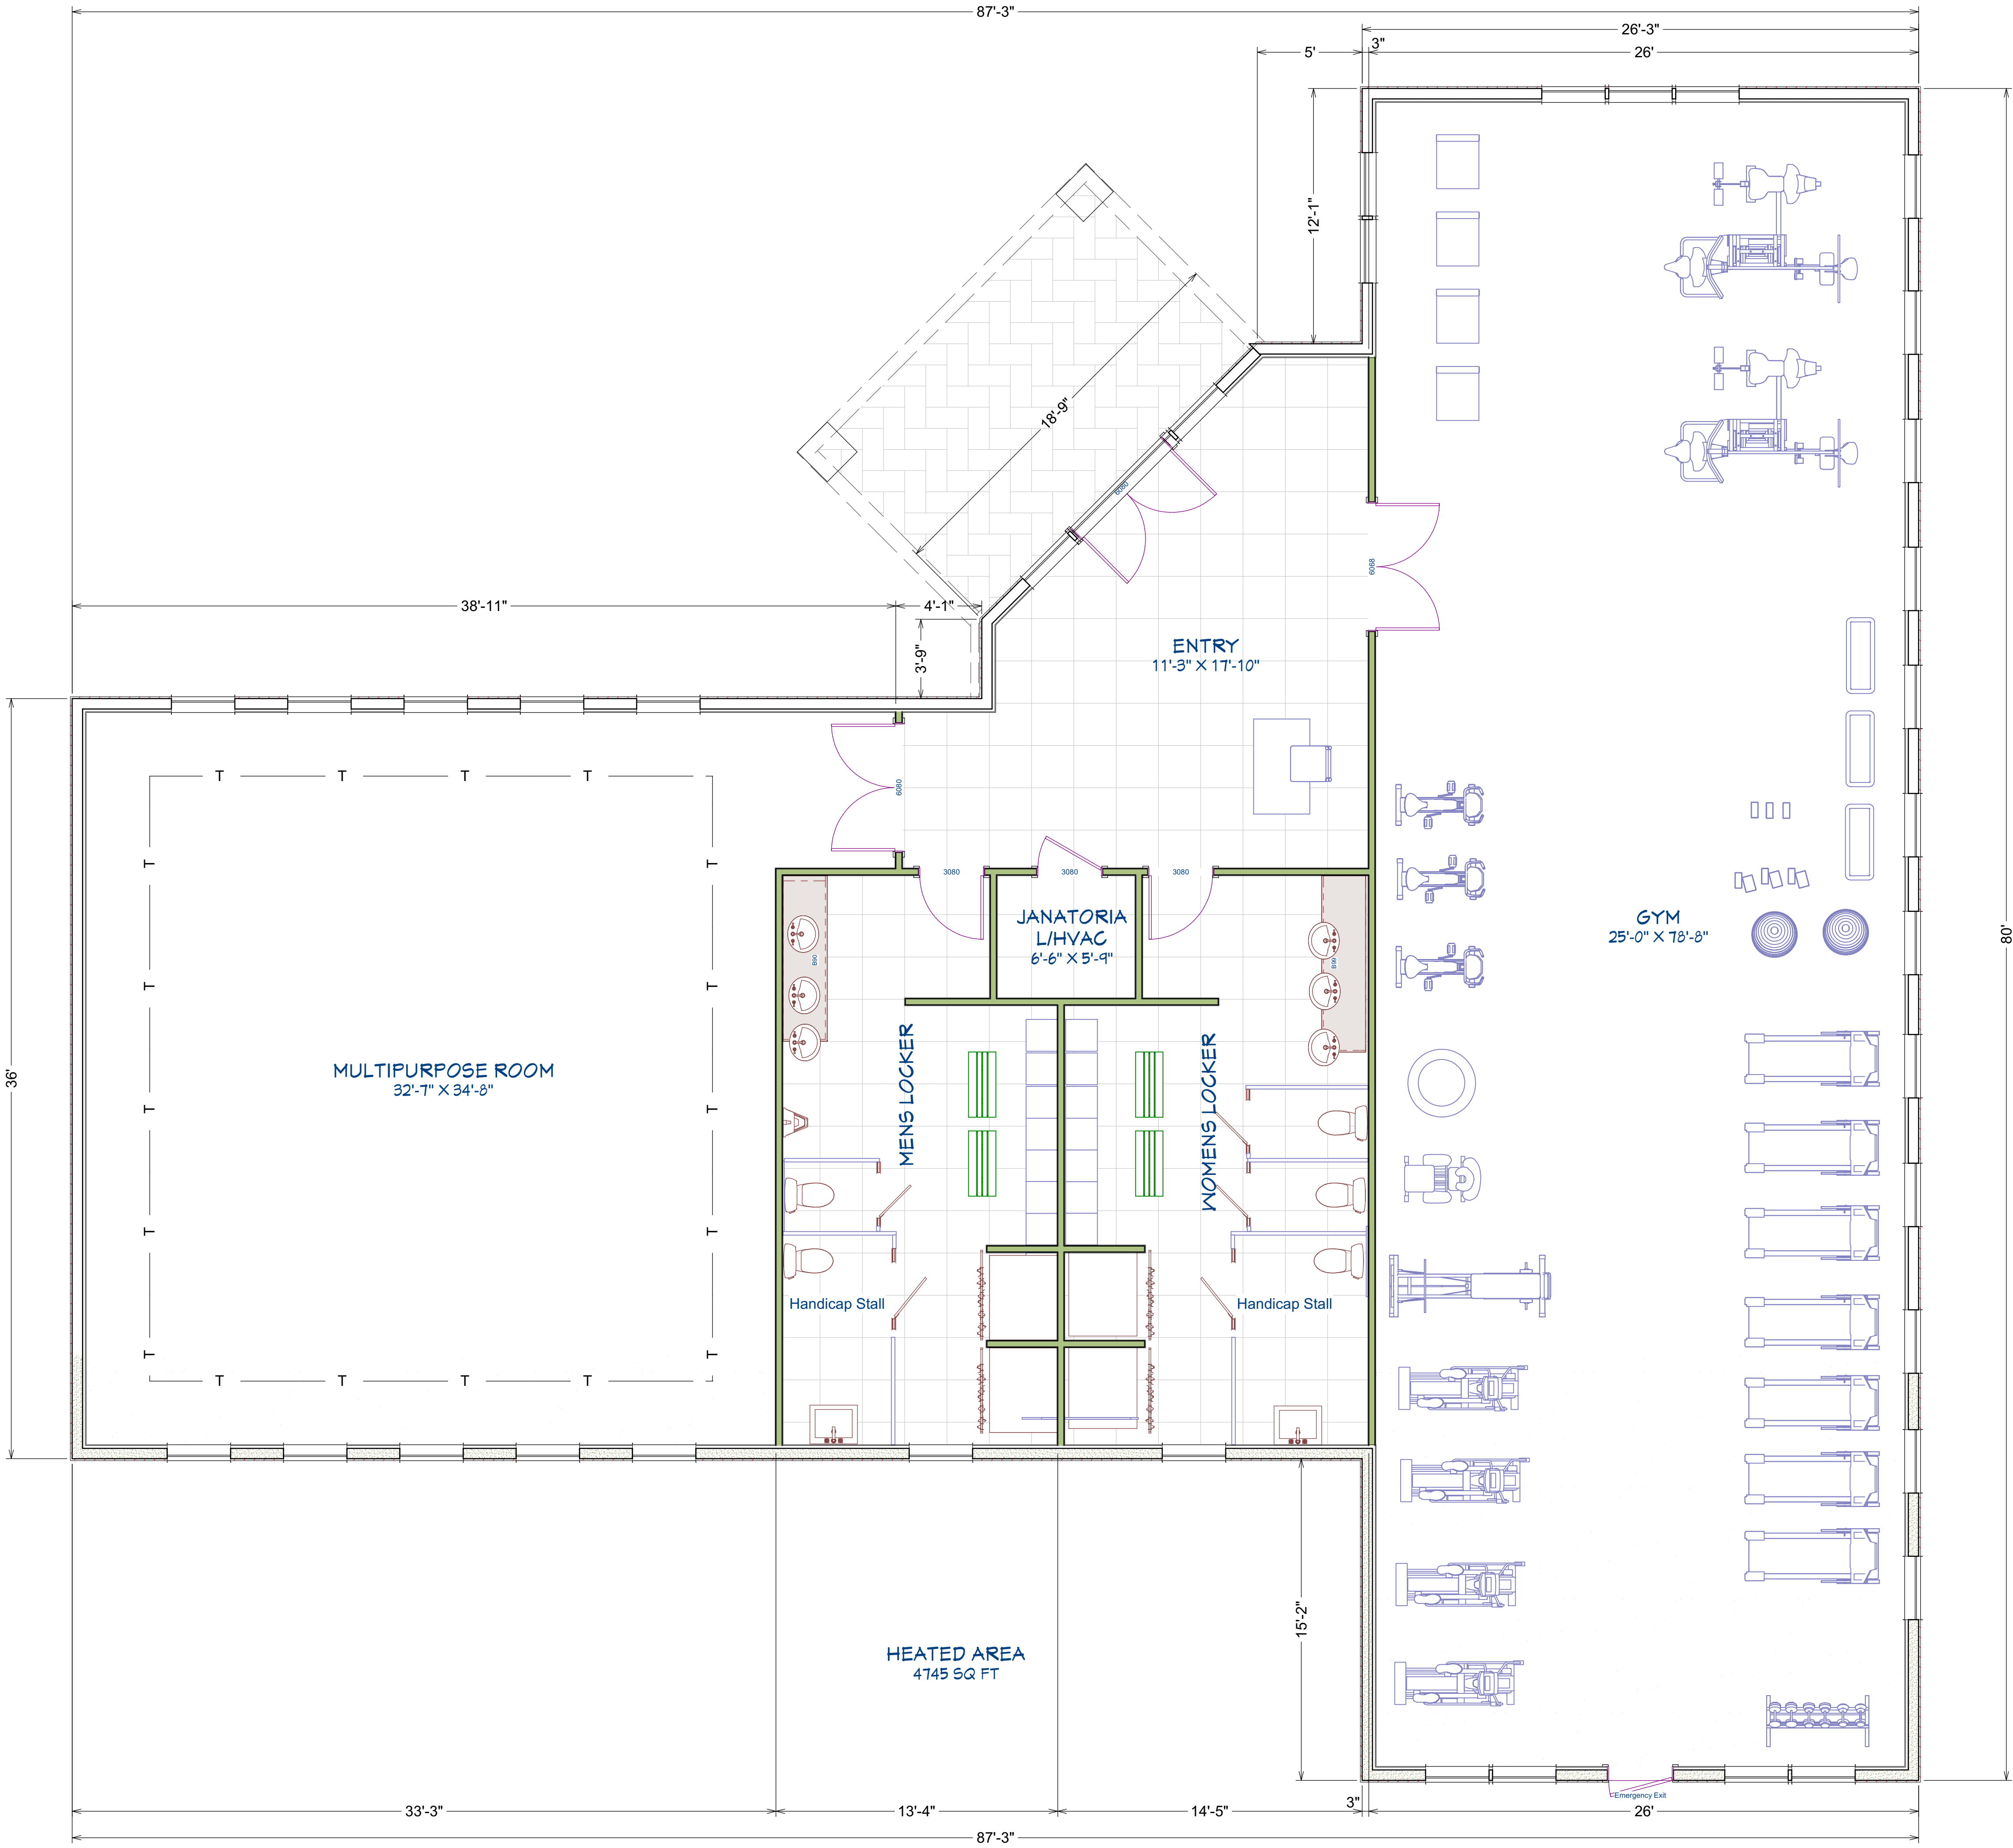 87'-3"
26'-3"
5'
3"
26'
12'-1"
18'-9"
6080
6068
38'-11"
4'-1"
3'-9"
ENTRY
11'-3" X 17'-10"
6080
T T T T
3080
3080
3080
T T
JANATORIA
L/HVAC
6'-6" X 5'-9"
GYM
25'-0" X 78'-8"
80'
B90
B90
T T
MENS LOCKER
WOMENS LOCKER
MULTIPURPOSE ROOM
32'-7" X 34'-8"
36'
T T
T T
Handicap Stall
Handicap Stall
T T
T T T T
15'-2"
HEATED AREA
4745 SQ FT
Emergency Exit
33'-3"
13'-4"
14'-5"
3"
26'
87'-3"